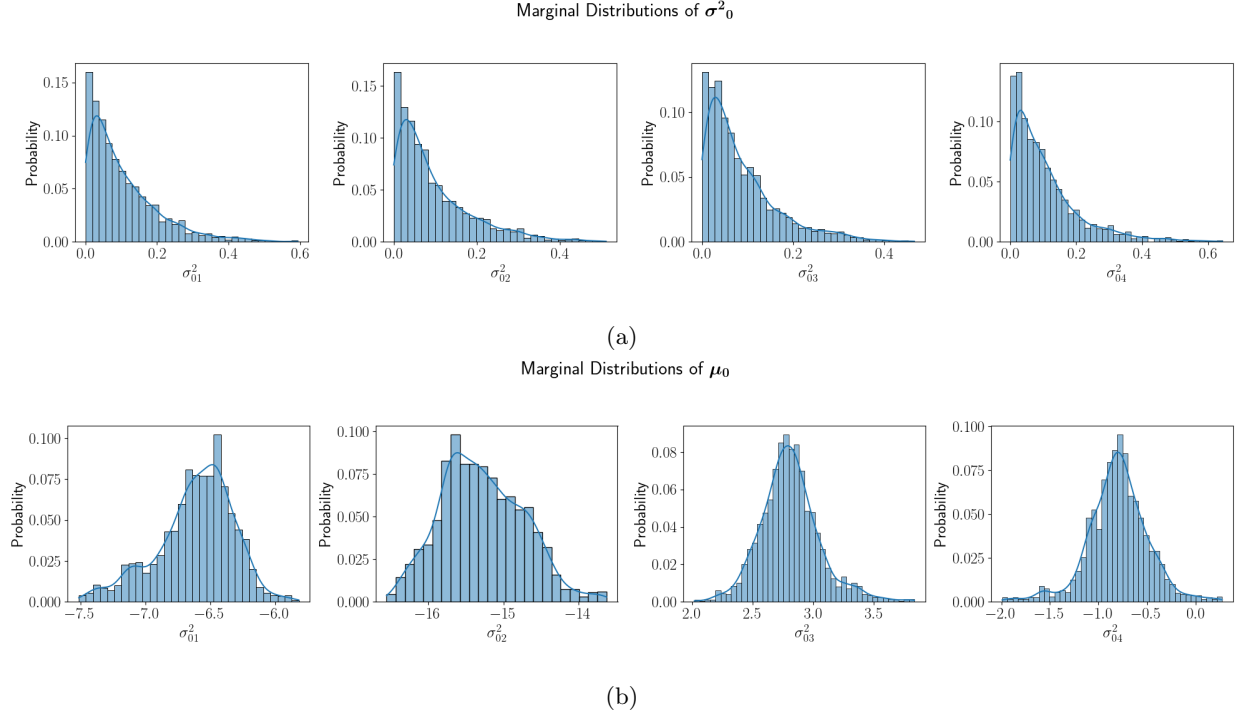 Marginal Distributions of σ²₀
0.15 0.15
0.10 0.10 0.10 0.10
0.05 0.05 0.05 0.05
0.00 0.00 0.00 0.00
Probability Probability Probability Probability
0.0 0.2 0.4 0.6 0.0 0.2 0.4 0.0 0.2 0.4 0.0 0.2 0.4 0.6
σ²₀₁ σ²₀₂ σ²₀₃ σ²₀₄
(a)
Marginal Distributions of μ₀
0.100 0.100 0.08 0.100
0.075 0.075 0.06 0.075
0.050 0.050 0.04 0.050
0.025 0.025 0.02 0.025
0.000 0.000 0.00 0.000
Probability Probability Probability Probability
−7.5 −7.0 −6.5 −6.0 −16 −15 −14 2.0 2.5 3.0 3.5 −2.0 −1.5 −1.0 −0.5 0.0
σ²₀₁ σ²₀₂ σ²₀₃ σ²₀₄
(b)